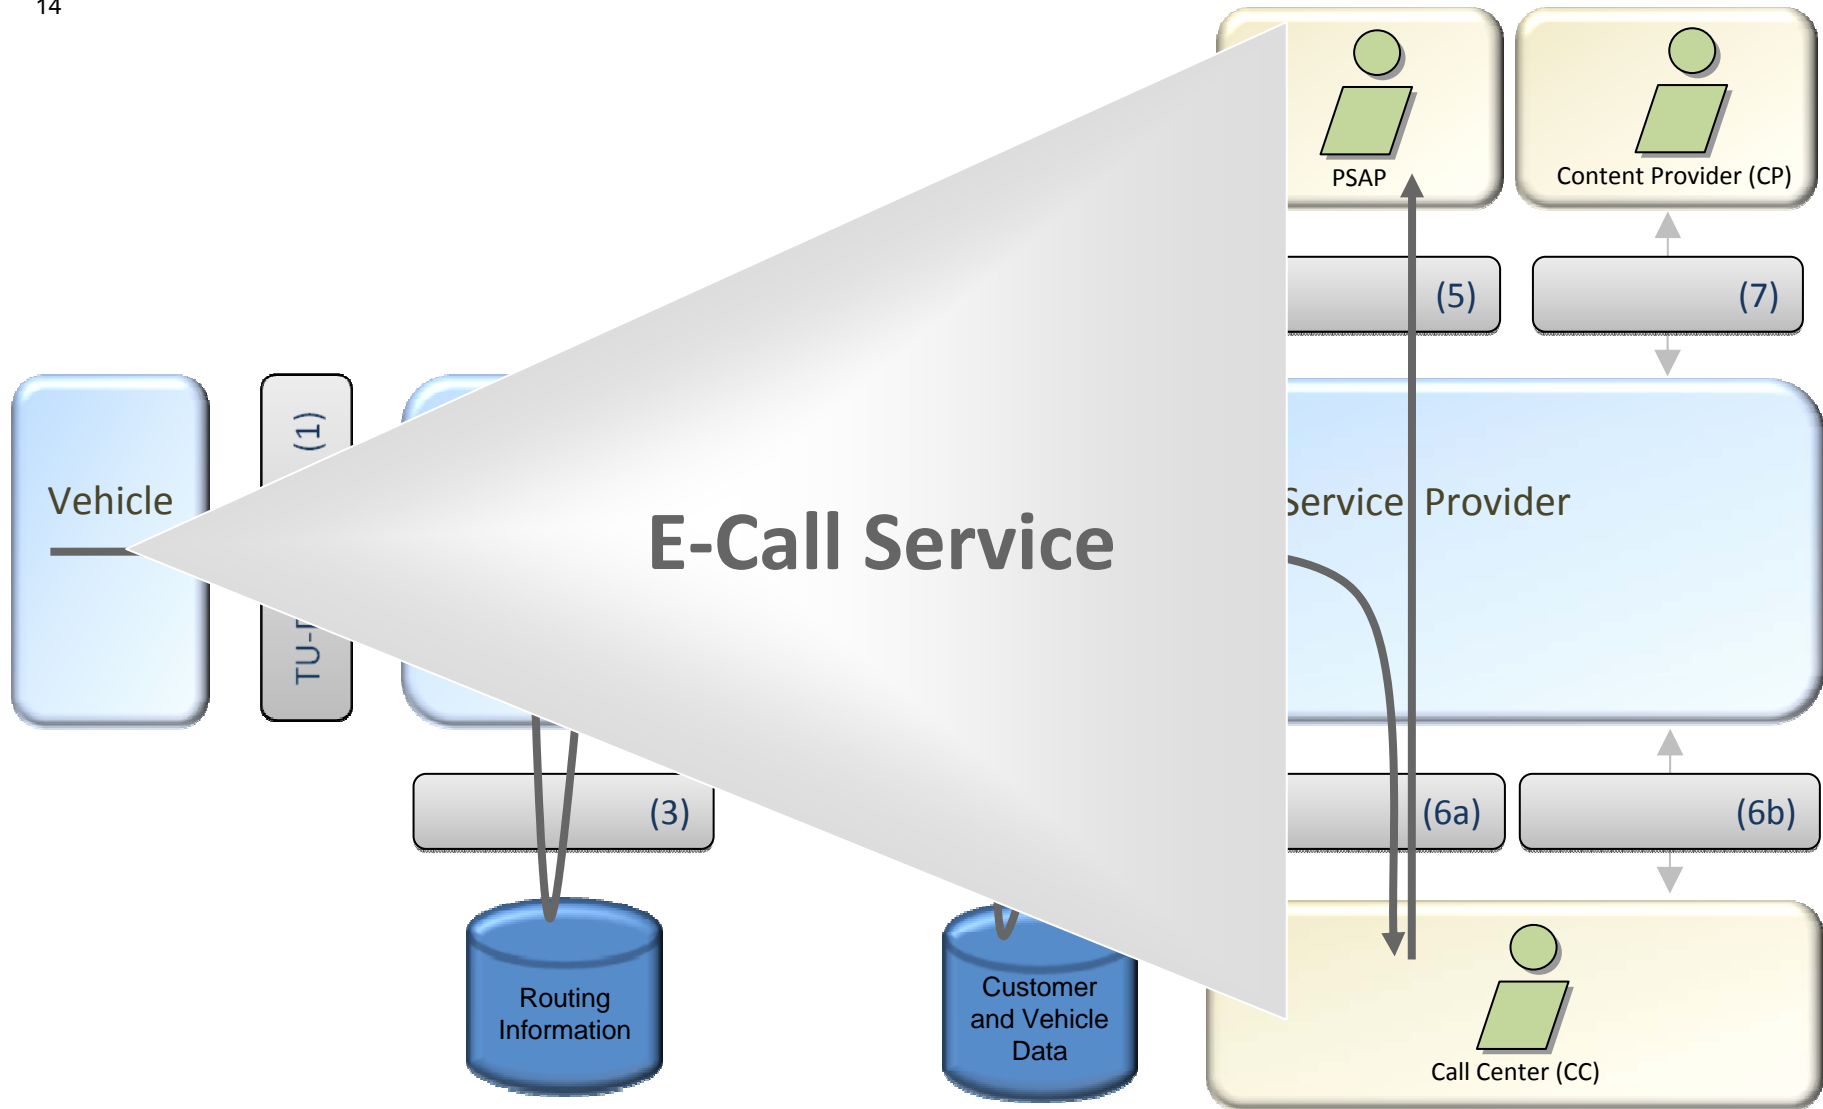 14
PSAP
Content Provider (CP)
(5)
(7)
(1)
TU-
Vehicle
E-Call Service
Service Provider
(3)
(6a)
(6b)
Routing
Information
Customer
and Vehicle
Data
Call Center (CC)